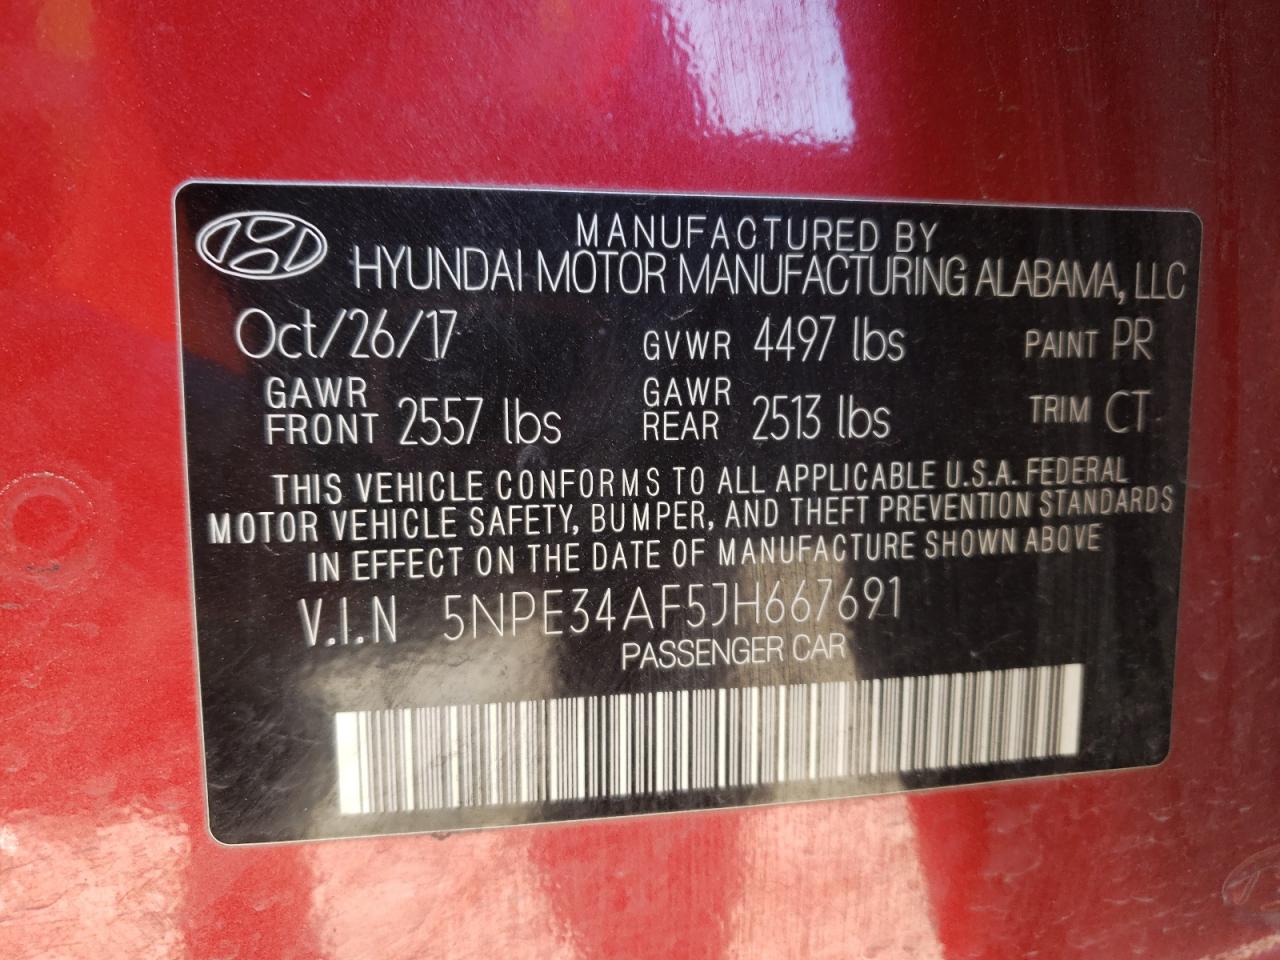 MANUFACTURED BY
HYUNDAI MOTOR MANUFACTURING ALABAMA, LLC
Oct/26/17 GVWR 4497 lbs PAINT PR
GAWR FRONT 2557 lbs GAWR REAR 2513 lbs TRIM CT
THIS VEHICLE CONFORMS TO ALL APPLICABLE U.S.A. FEDERAL
MOTOR VEHICLE SAFETY, BUMPER, AND THEFT PREVENTION STANDARDS
IN EFFECT ON THE DATE OF MANUFACTURE SHOWN ABOVE
V.I.N 5NPE34AF5JH667691
PASSENGER CAR